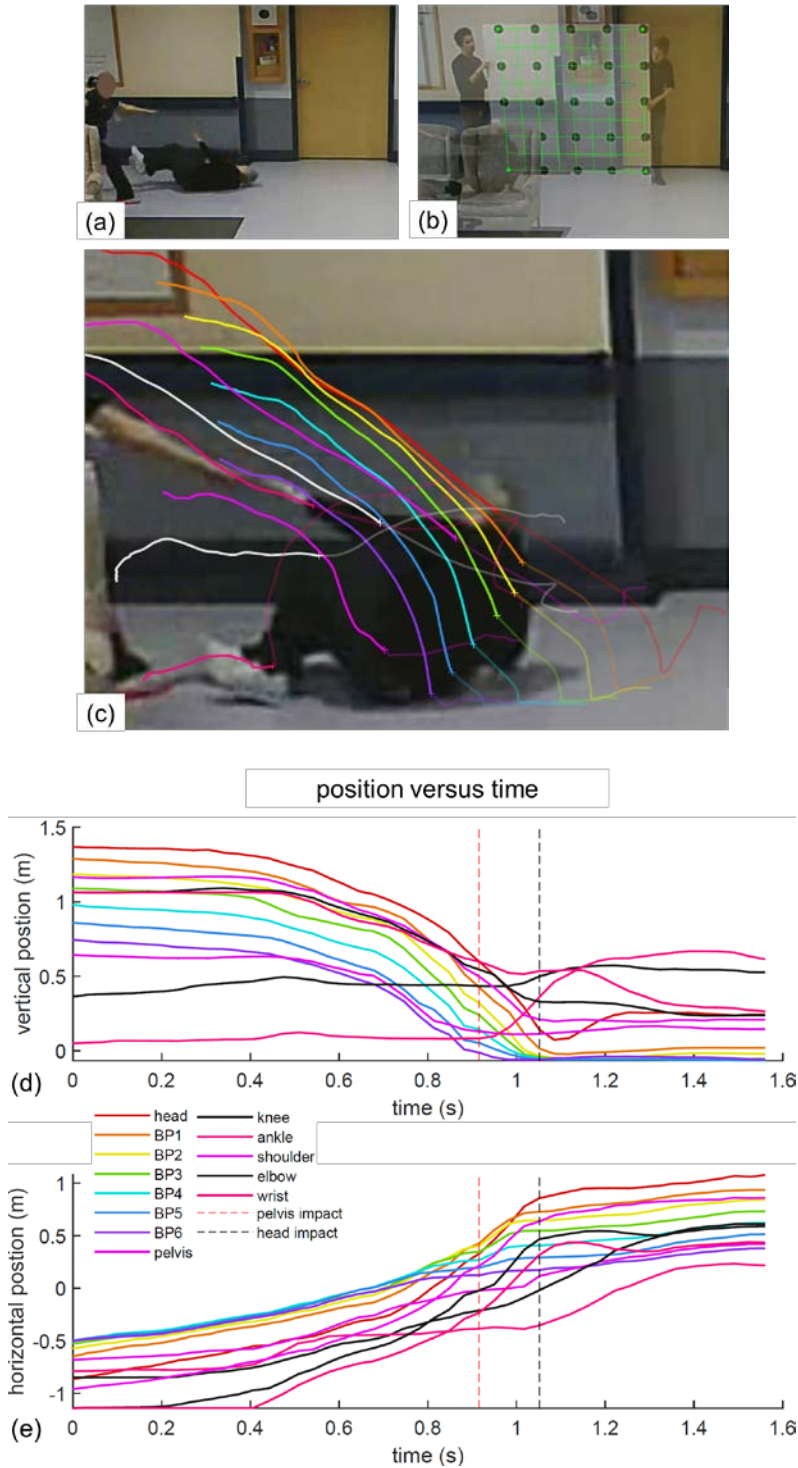 (a)
(b)
(c)
position versus time
1.5
1
0.5
0
vertical postion (m)
0 0.2 0.4 0.6 0.8 1 1.2 1.4 1.6
(d)
time (s)
head
BP1
BP2
BP3
BP4
BP5
BP6
pelvis
knee
ankle
shoulder
elbow
wrist
pelvis impact
head impact
1
0.5
0
-0.5
-1
horizontal position (m)
0 0.2 0.4 0.6 0.8 1 1.2 1.4 1.6
(e)
time (s)